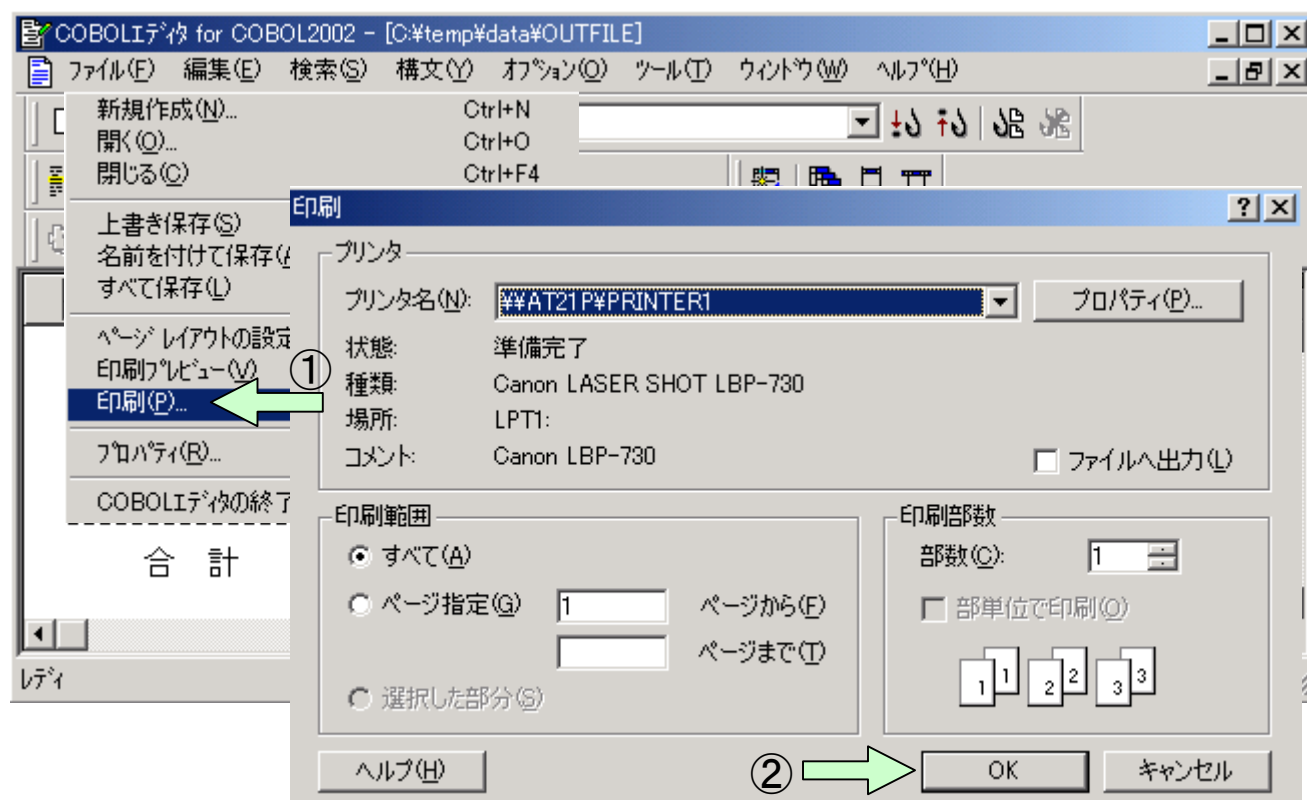 COBOLｴﾃﾞｨﾀ for COBOL2002 - [C:¥temp¥data¥OUTFILE]
ﾌｧｲﾙ(F) 編集(E) 検索(S) 構文(Y) ｵﾌﾟｼｮﾝ(O) ﾂｰﾙ(T) ｳｨﾝﾄﾞｳ(W) ﾍﾙﾌﾟ(H)
新規作成(N)... Ctrl+N
開く(O)... Ctrl+O
閉じる(C) Ctrl+F4
上書き保存(S)
名前を付けて保存(A
すべて保存(L)
ﾍﾟｰｼﾞ ﾚｲｱｳﾄの設定
印刷ﾌﾟﾚﾋﾞｭｰ(V)
①
印刷(P)...
ﾌﾟﾛﾊﾟﾃｨ(R)...
COBOLｴﾃﾞｨﾀの終了
合 計
ﾚﾃﾞｨ
印刷
プリンタ
プリンタ名(N): ¥¥AT21P¥PRINTER1 プロパティ(P)...
状態: 準備完了
種類: Canon LASER SHOT LBP-730
場所: LPT1:
コメント: Canon LBP-730 ファイルへ出力(L)
印刷範囲
すべて(A)
ページ指定(G) 1 ページから(F)
ページまで(T)
選択した部分(S)
印刷部数
部数(C): 1
部単位で印刷(O)
1 1 2 2 3 3
ヘルプ(H) ② OK キャンセル